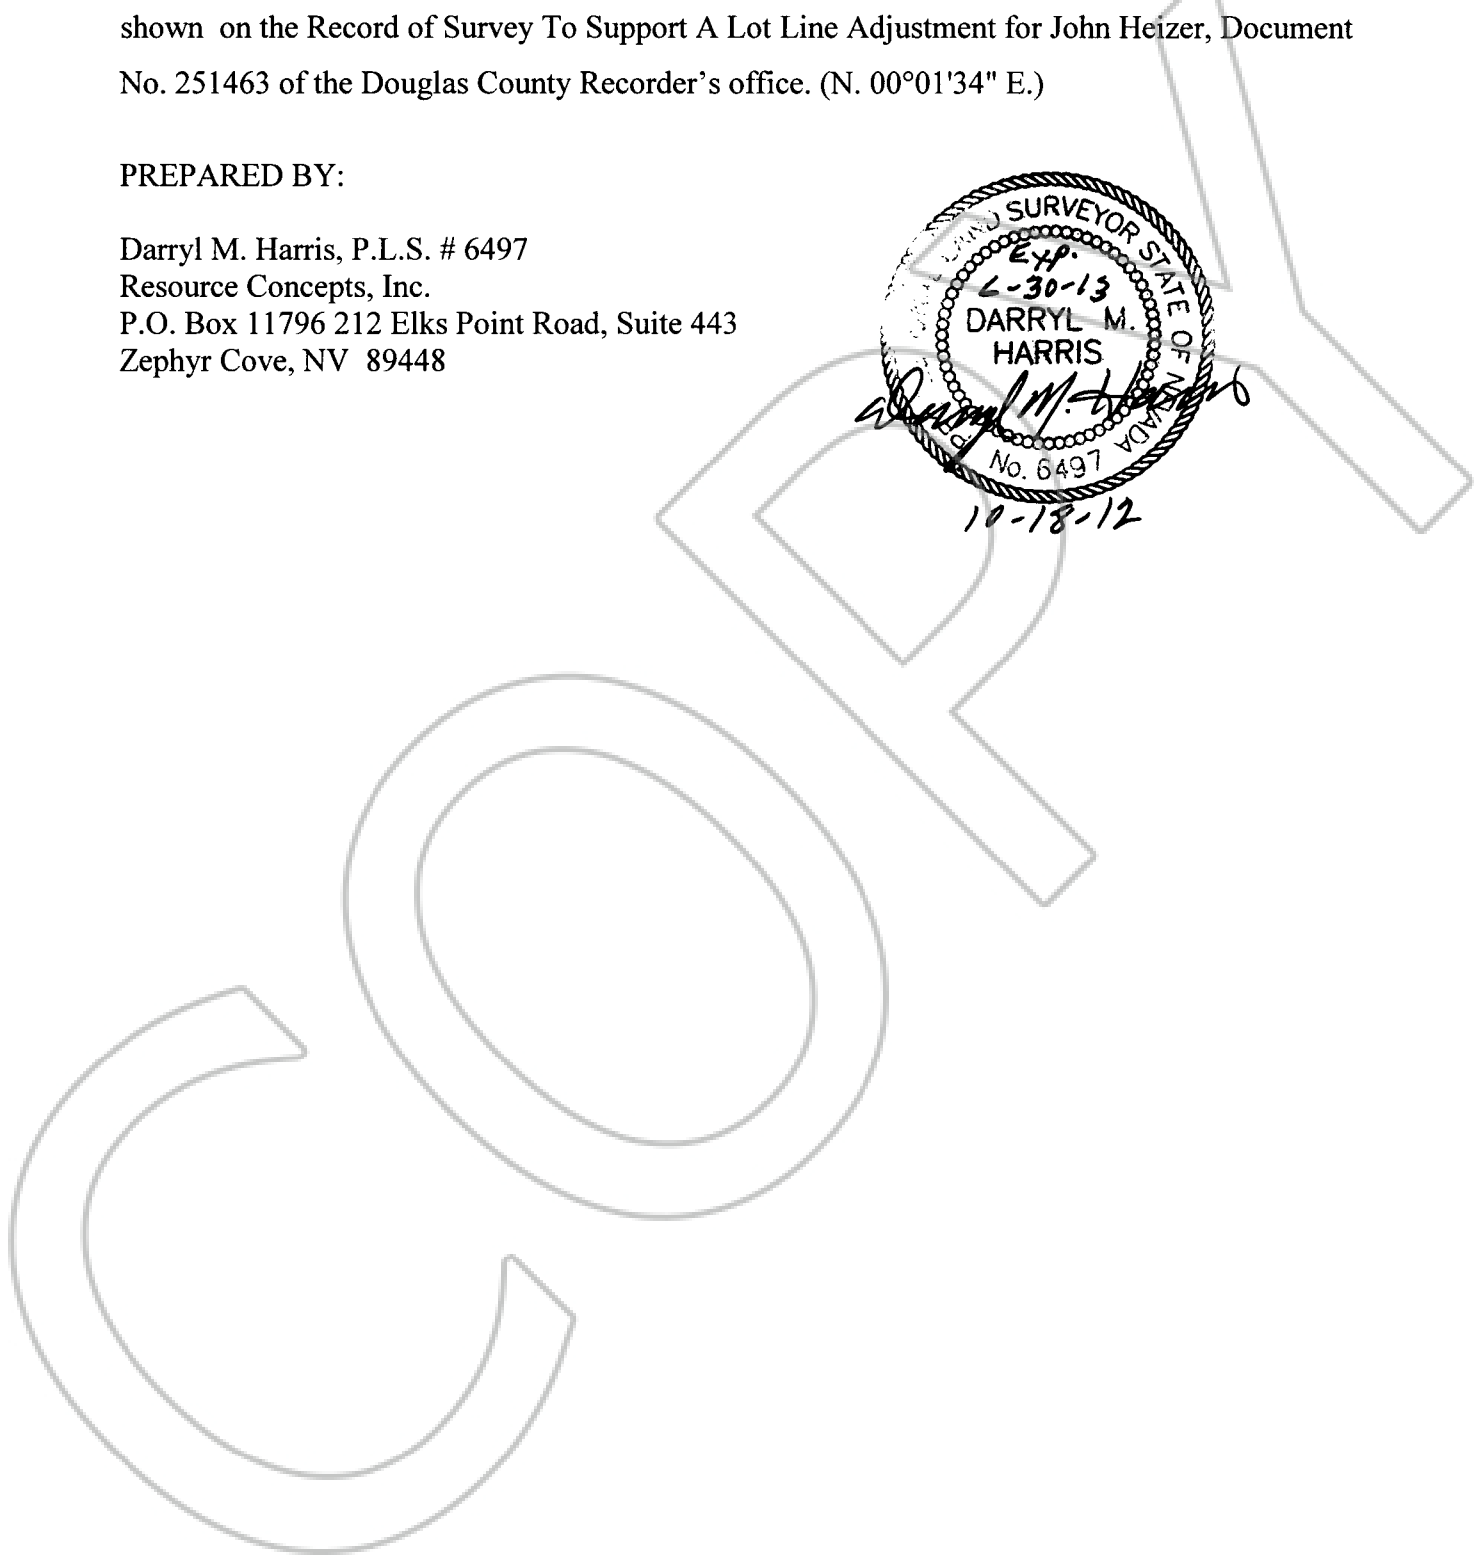 shown on the Record of Survey To Support A Lot Line Adjustment for John Heizer, Document
No. 251463 of the Douglas County Recorder's office. (N. 00°01'34" E.)
PREPARED BY:
Darryl M. Harris, P.L.S. # 6497
Resource Concepts, Inc.
P.O. Box 11796 212 Elks Point Road, Suite 443
Zephyr Cove, NV 89448
LAND SURVEYOR STATE OF NEVADA
Exp.
6-30-13
DARRYL M.
HARRIS
Darryl M. Harris
No. 6497
10-18-12
COPY